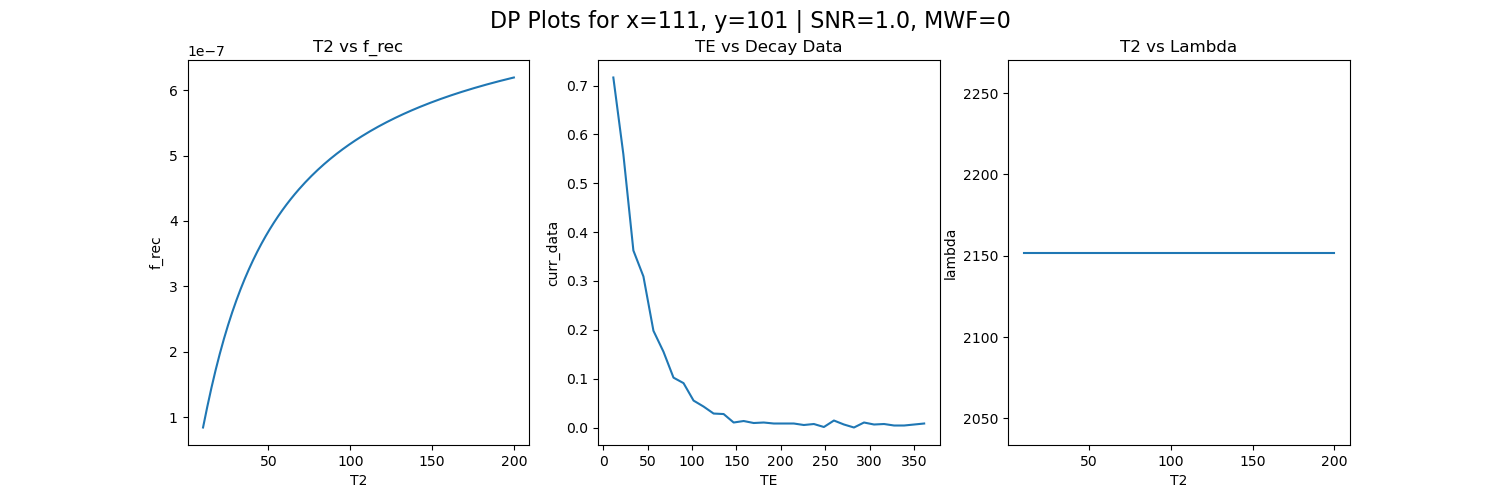 DP Plots for x=111, y=101 | SNR=1.0, MWF=0
T2 vs f_rec
1e−7
6
5
4
3
2
1
f_rec
50 100 150 200
T2
TE vs Decay Data
0.7
0.6
0.5
0.4
0.3
0.2
0.1
0.0
curr_data
0 50 100 150 200 250 300 350
TE
T2 vs Lambda
2250
2200
2150
2100
2050
lambda
50 100 150 200
T2